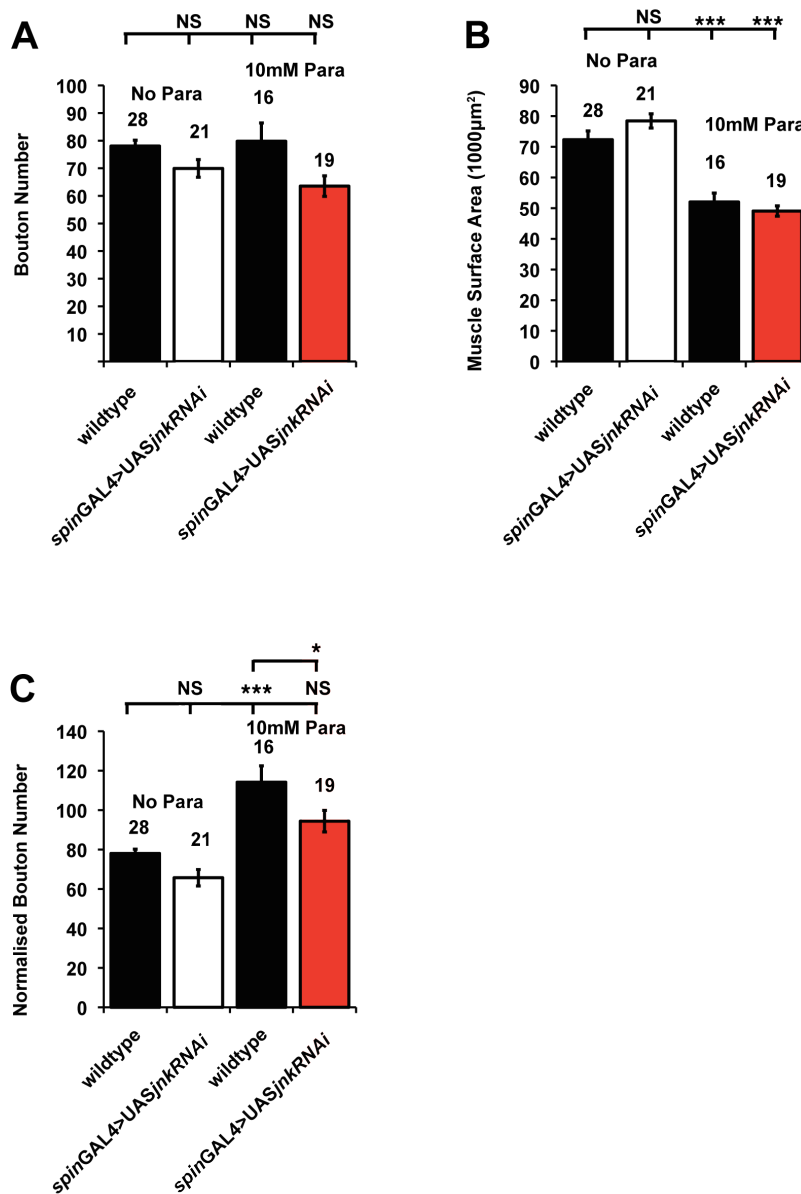 A
NS NS NS
10mM Para
No Para
28
21
16
19
Bouton Number
100
90
80
70
60
50
40
30
20
10
wildtype
spinGAL4>UASjnkRNAi
wildtype
spinGAL4>UASjnkRNAi
B
NS *** ***
No Para
10mM Para
28
21
16
19
Muscle Surface Area (1000µm²)
90
80
70
60
50
40
30
20
10
0
wildtype
spinGAL4>UASjnkRNAi
wildtype
spinGAL4>UASjnkRNAi
C
*
NS *** NS
10mM Para
No Para
28
21
16
19
Normalised Bouton Number
140
120
100
80
60
40
20
0
wildtype
spinGAL4>UASjnkRNAi
wildtype
spinGAL4>UASjnkRNAi